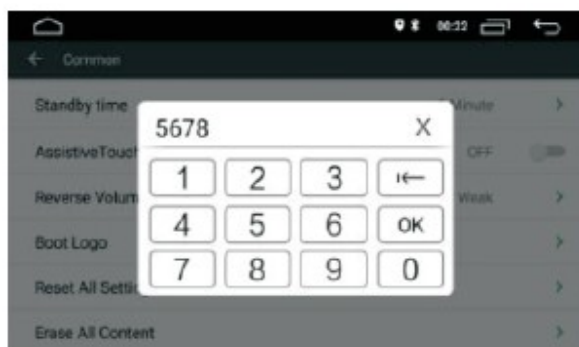 00:22
← Common
Standby time
Minute
5678 X
AssistiveTouch
OFF
1 2 3 ←
Reverse Volum
Weak
4 5 6 OK
Boot Logo
7 8 9 0
Reset All Settin
Erase All Content